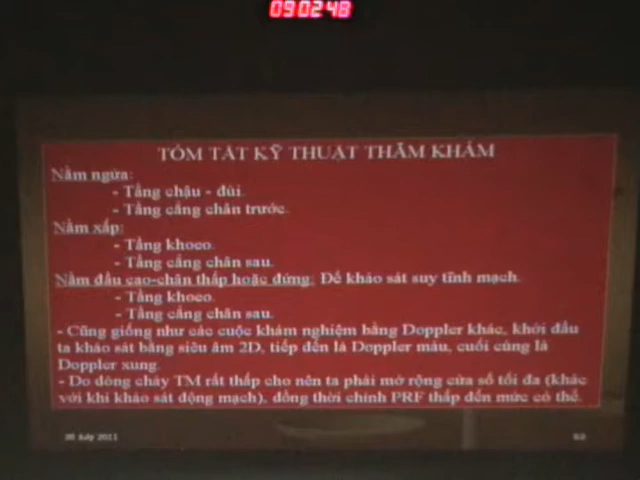 09:02:48
TÓM TẮT KỸ THUẬT THĂM KHÁM
Nằm ngửa:
- Tầng chậu - đùi.
- Tầng cẳng chân trước.
Nằm xấp:
- Tầng khoeo.
- Tầng cẳng chân sau.
Nằm đầu cao-chân thấp hoặc đứng: Để khảo sát suy tĩnh mạch.
- Tầng khoeo.
- Tầng cẳng chân sau.
- Cũng giống như các cuộc khám nghiệm bằng Doppler khác, khởi đầu
ta khảo sát bằng siêu âm 2D, tiếp đến là Doppler màu, cuối cùng là
Doppler xung.
- Do dòng chảy TM rất thấp cho nên ta phải mở rộng cửa sổ tối đa (khác
với khi khảo sát động mạch), đồng thời chỉnh PRF thấp đến mức có thể.
30 July 2011